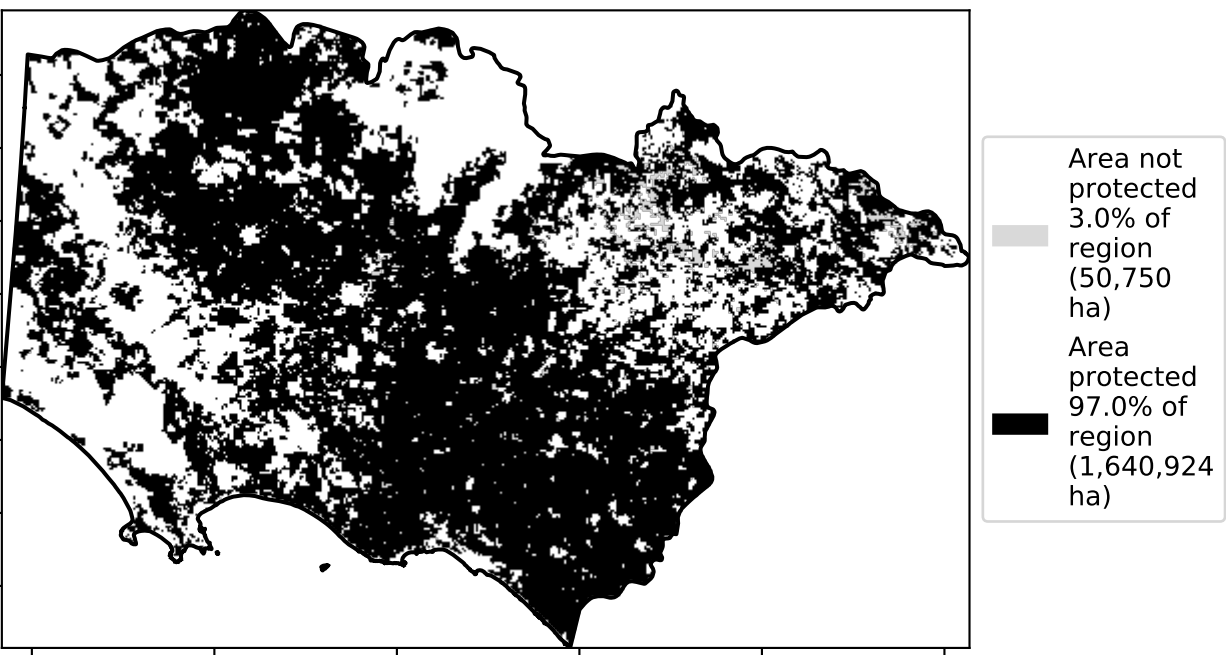 Area not
protected
3.0% of
region
(50,750
ha)
Area
protected
97.0% of
region
(1,640,924
ha)